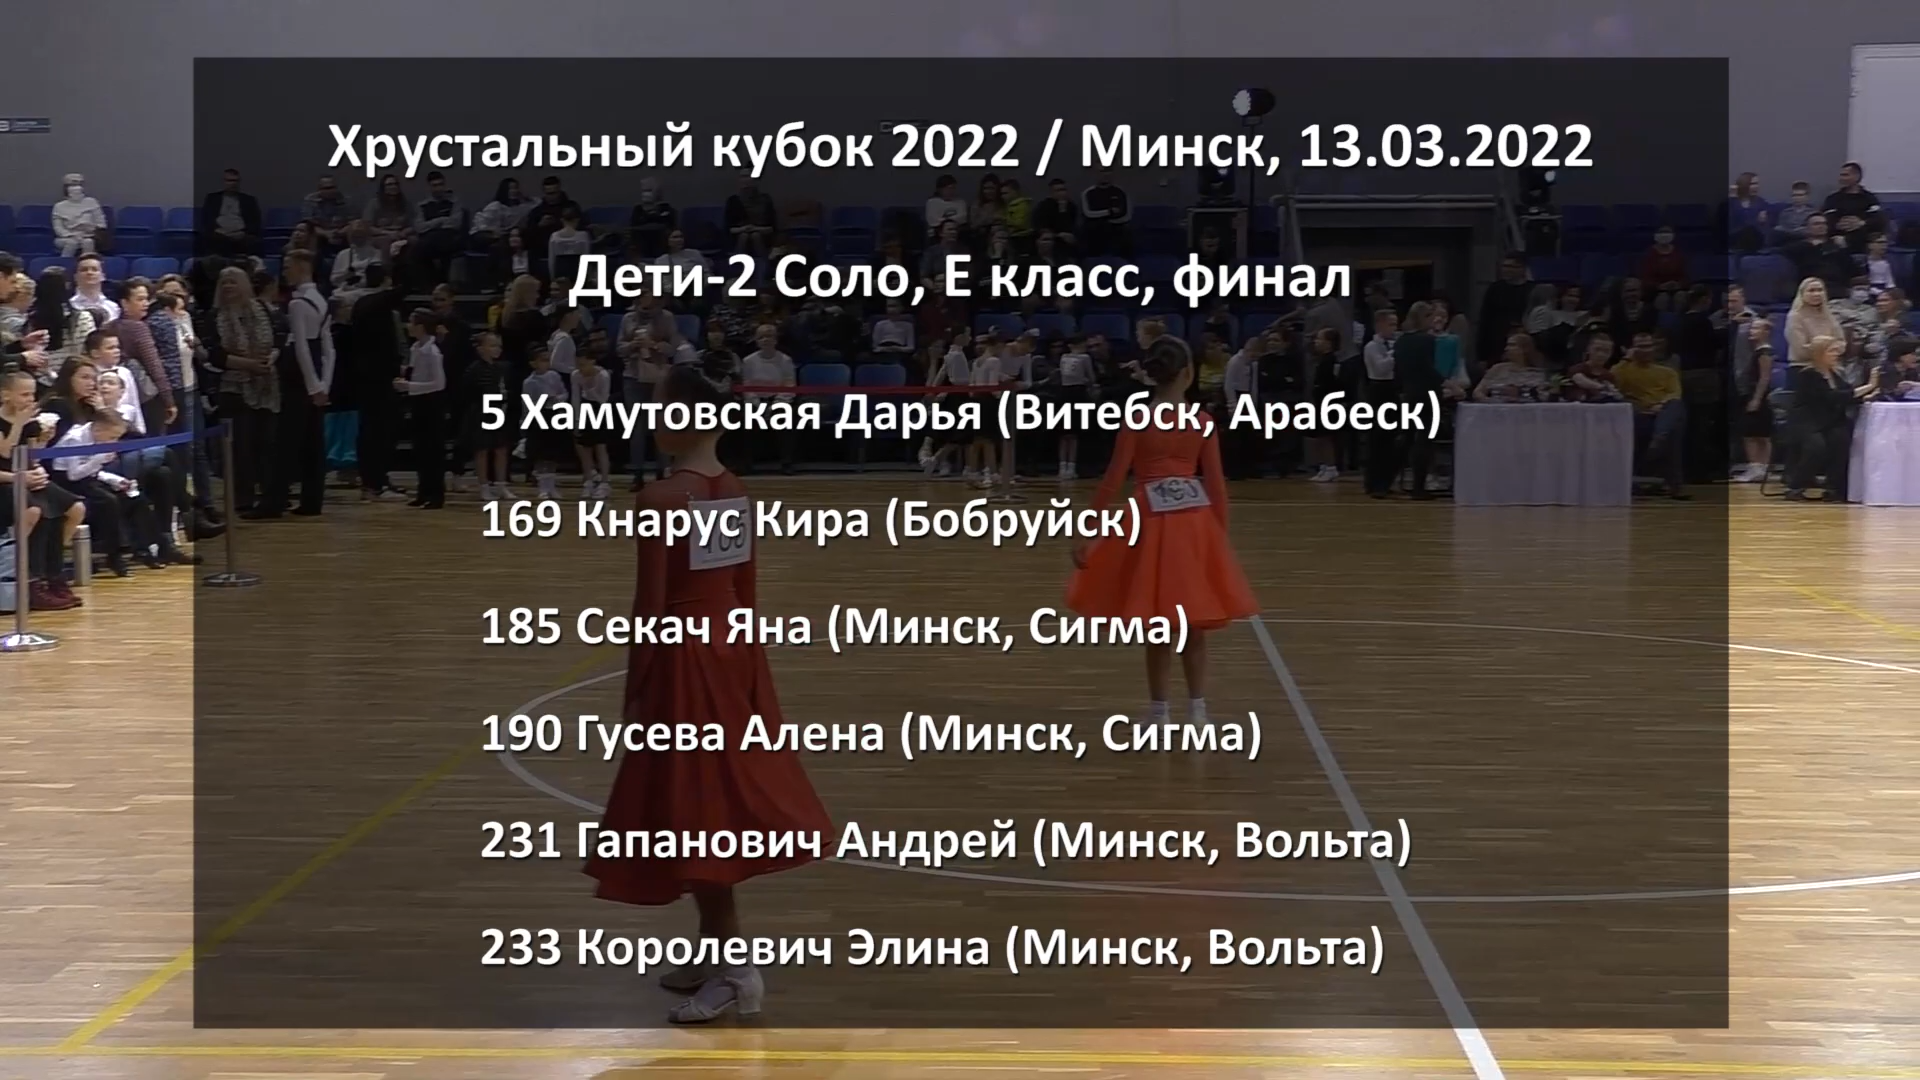 Хрустальный кубок 2022 / Минск, 13.03.2022
Дети-2 Соло, Е класс, финал
5 Хамутовская Дарья (Витебск, Арабеск)
169 Кнарус Кира (Бобруйск)
185 Секач Яна (Минск, Сигма)
190 Гусева Алена (Минск, Сигма)
231 Гапанович Андрей (Минск, Вольта)
233 Королевич Элина (Минск, Вольта)
190
185